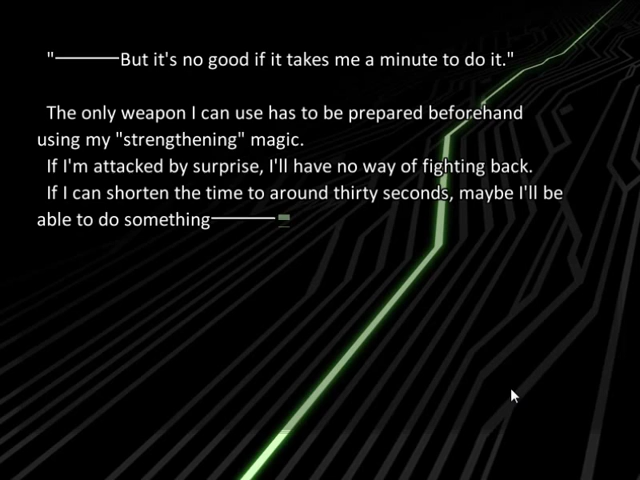 "————But it's no good if it takes me a minute to do it."
The only weapon I can use has to be prepared beforehand
using my "strengthening" magic.
If I'm attacked by surprise, I'll have no way of fighting back.
If I can shorten the time to around thirty seconds, maybe I'll be
able to do something————